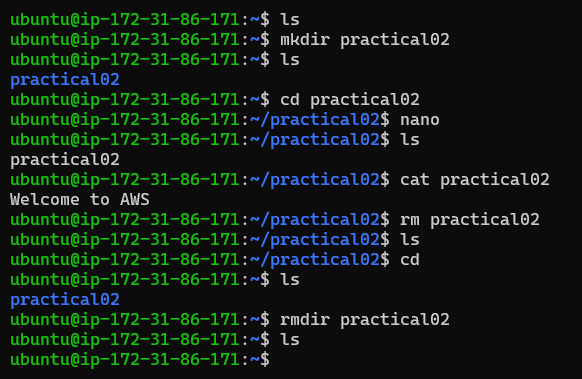 ubuntu@ip-172-31-86-171:~$ ls
ubuntu@ip-172-31-86-171:~$ mkdir practical02
ubuntu@ip-172-31-86-171:~$ ls
practical02
ubuntu@ip-172-31-86-171:~$ cd practical02
ubuntu@ip-172-31-86-171:~/practical02$ nano
ubuntu@ip-172-31-86-171:~/practical02$ ls
practical02
ubuntu@ip-172-31-86-171:~/practical02$ cat practical02
Welcome to AWS
ubuntu@ip-172-31-86-171:~/practical02$ rm practical02
ubuntu@ip-172-31-86-171:~/practical02$ ls
ubuntu@ip-172-31-86-171:~/practical02$ cd
ubuntu@ip-172-31-86-171:~$ ls
practical02
ubuntu@ip-172-31-86-171:~$ rmdir practical02
ubuntu@ip-172-31-86-171:~$ ls
ubuntu@ip-172-31-86-171:~$